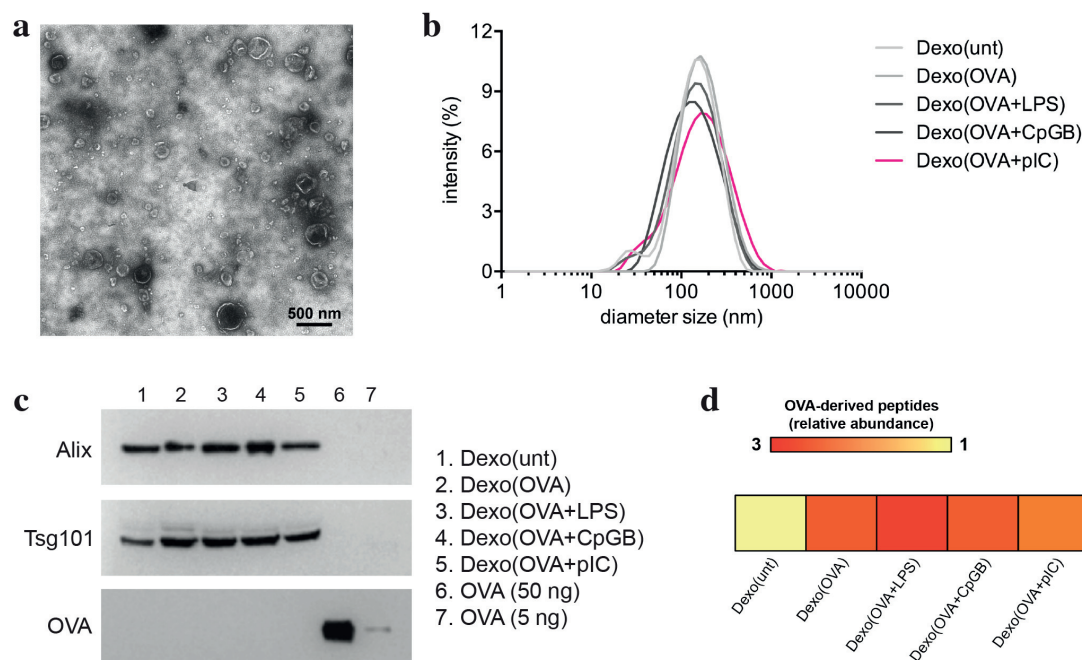 a
500 nm
b
12
9
6
3
0
intensity (%)
1
10
100
1000
10000
diameter size (nm)
Dexo(unt)
Dexo(OVA)
Dexo(OVA+LPS)
Dexo(OVA+CpGB)
Dexo(OVA+pIC)
c
1 2 3 4 5 6 7
Alix
Tsg101
OVA
1. Dexo(unt)
2. Dexo(OVA)
3. Dexo(OVA+LPS)
4. Dexo(OVA+CpGB)
5. Dexo(OVA+pIC)
6. OVA (50 ng)
7. OVA (5 ng)
d
OVA-derived peptides
(relative abundance)
3
1
Dexo(unt)
Dexo(OVA)
Dexo(OVA+LPS)
Dexo(OVA+CpGB)
Dexo(OVA+pIC)